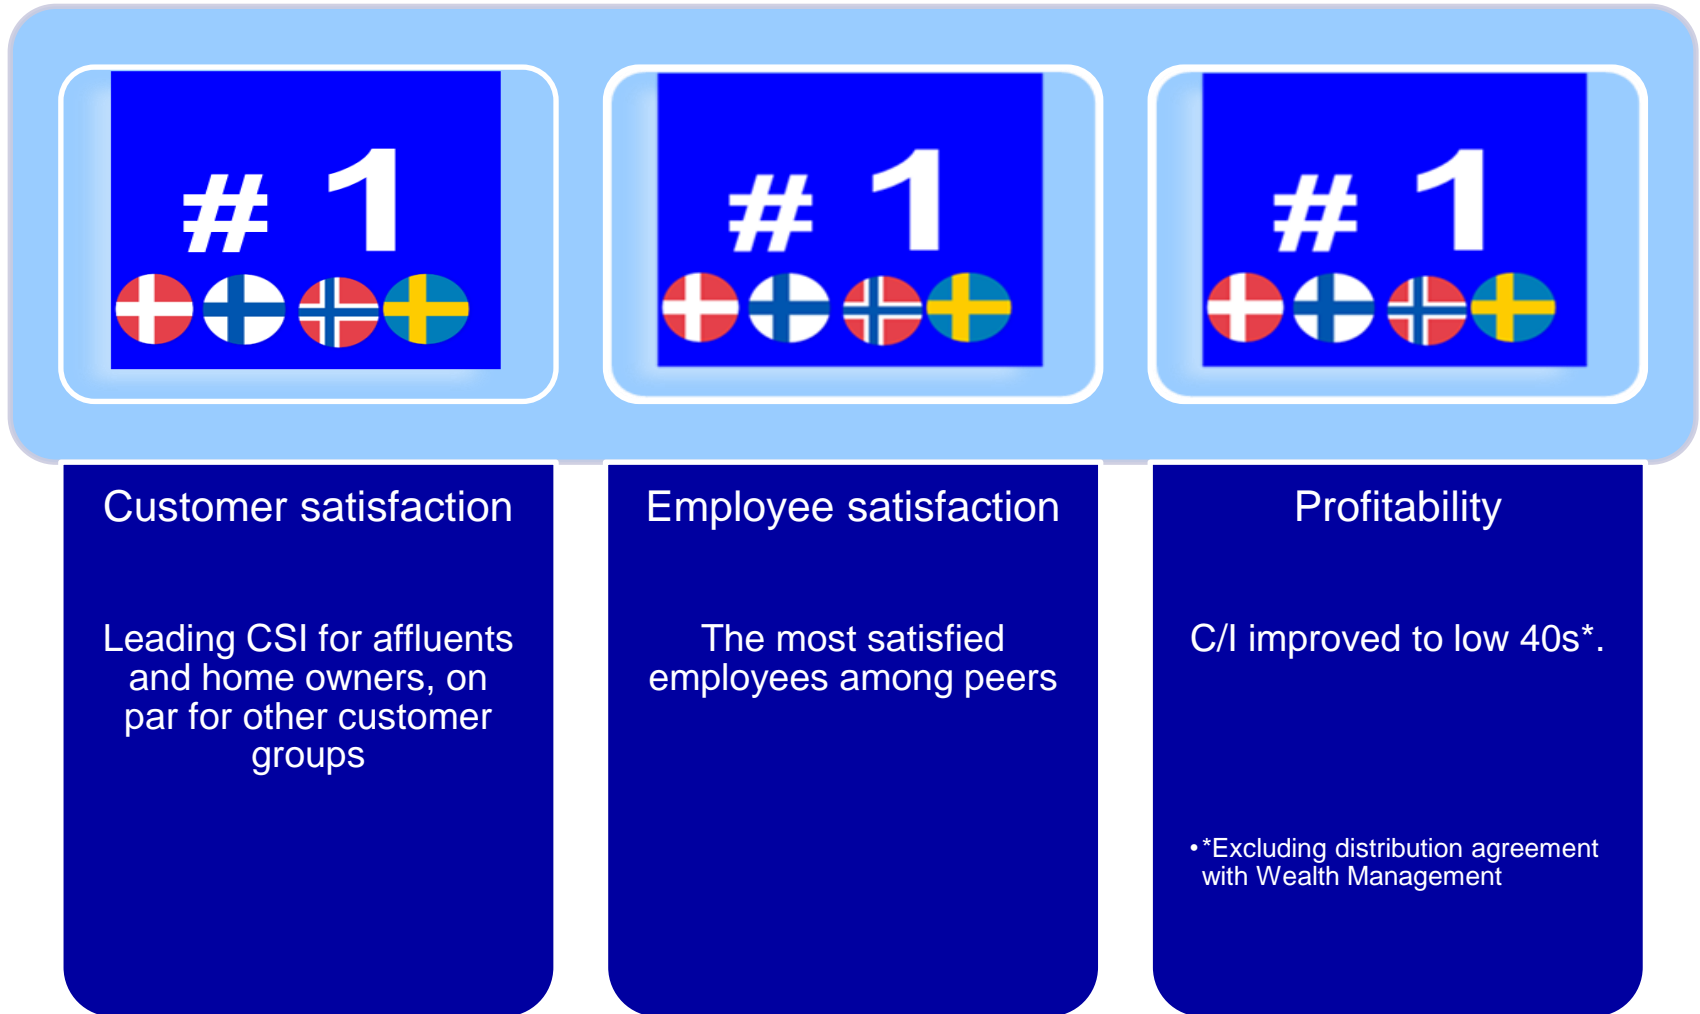 # 1
# 1
# 1
Customer satisfaction
Leading CSI for affluents
and home owners, on
par for other customer
groups
Employee satisfaction
The most satisfied
employees among peers
Profitability
C/I improved to low 40s*.
•*Excluding distribution agreement
with Wealth Management